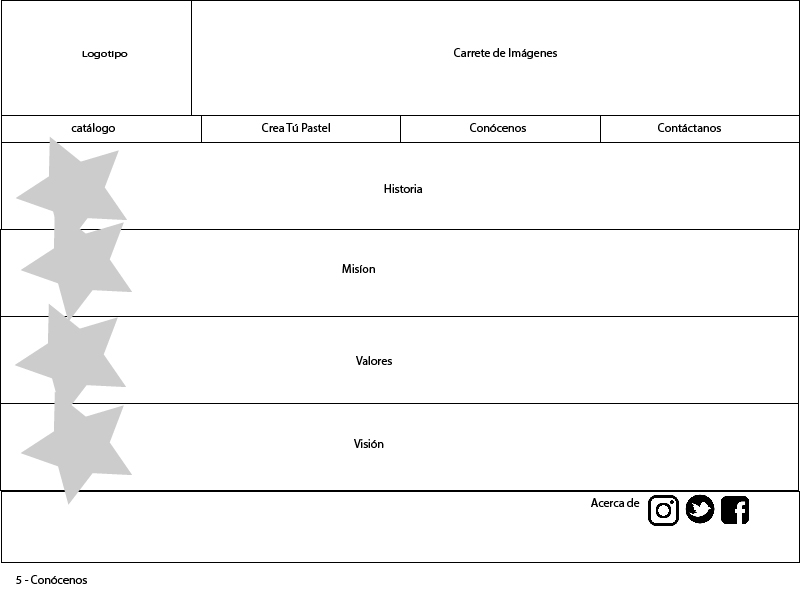 Logotipo
Carrete de Imágenes
catálogo
Crea Tú Pastel
Conócenos
Contáctanos
Historia
Misíon
Valores
Visión
Acerca de
5 - Conócenos